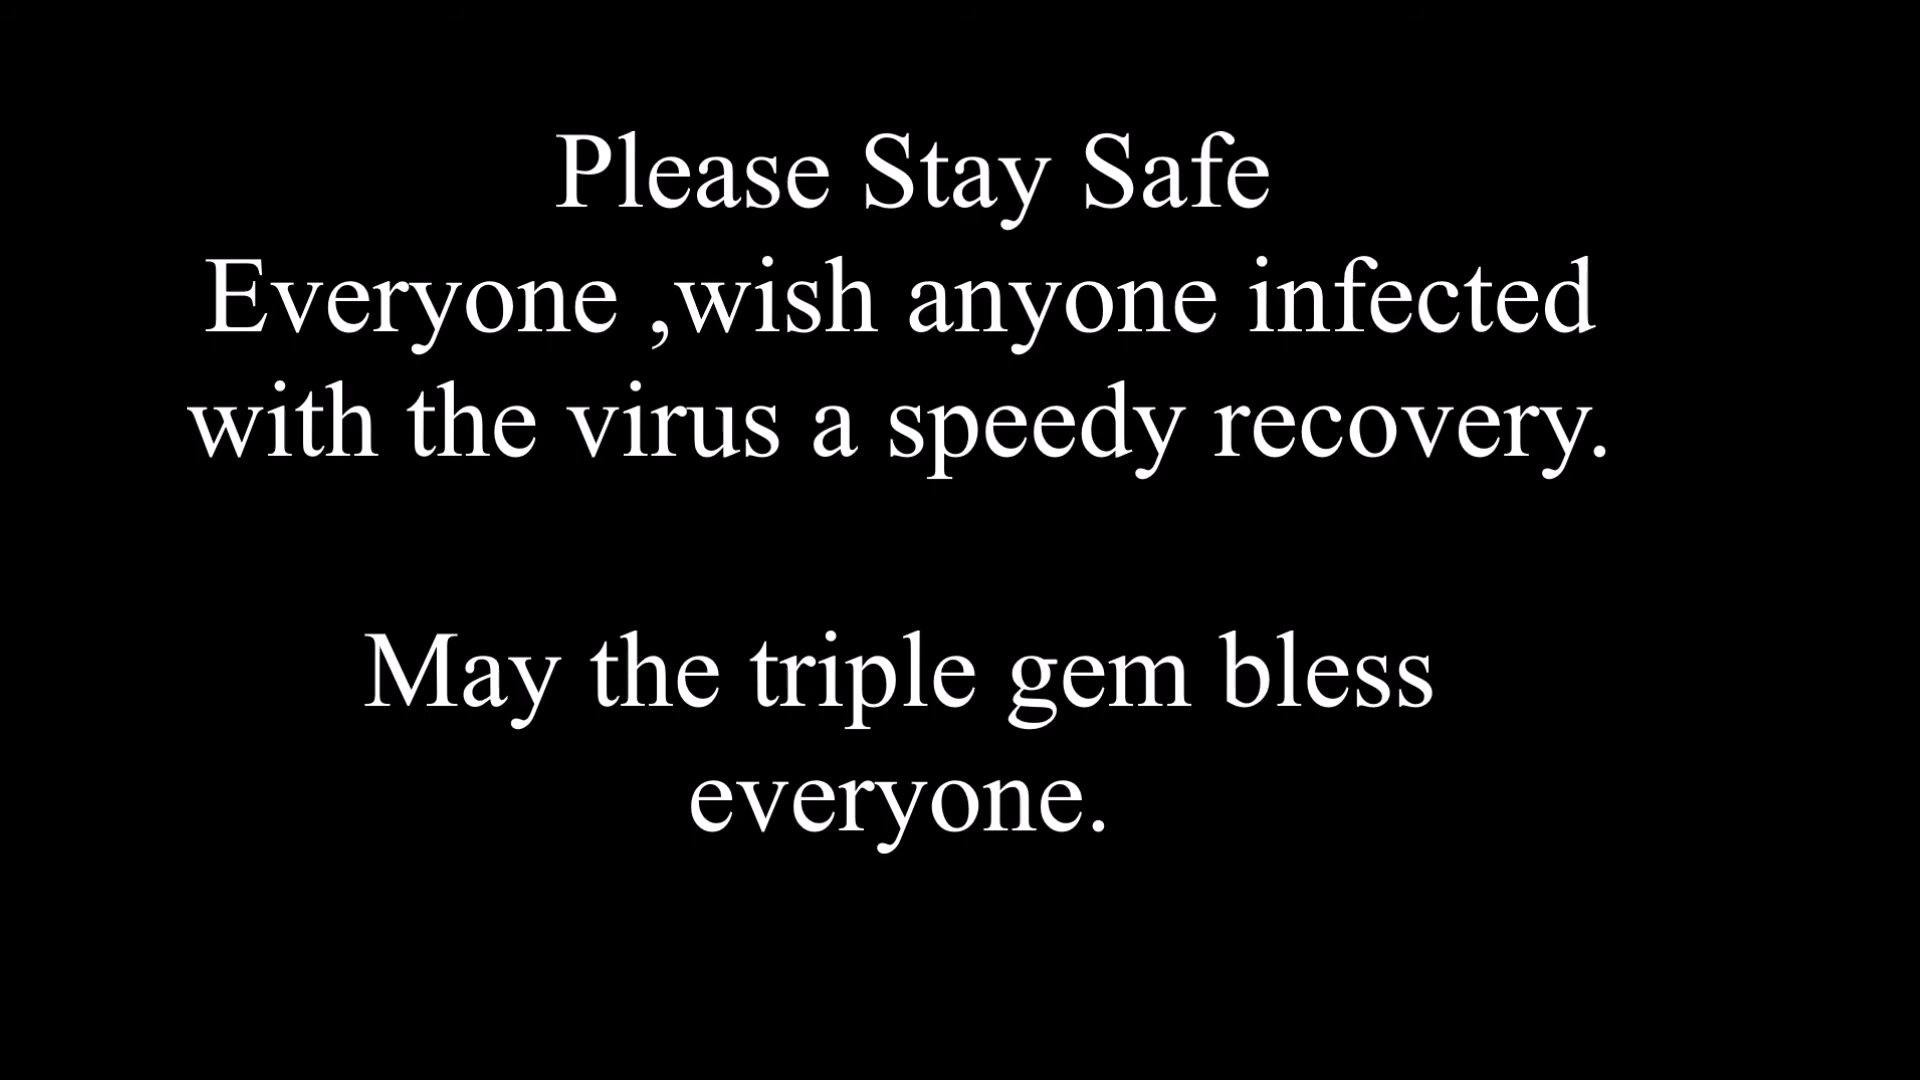 Please Stay Safe
Everyone ,wish anyone infected
with the virus a speedy recovery.
May the triple gem bless
everyone.